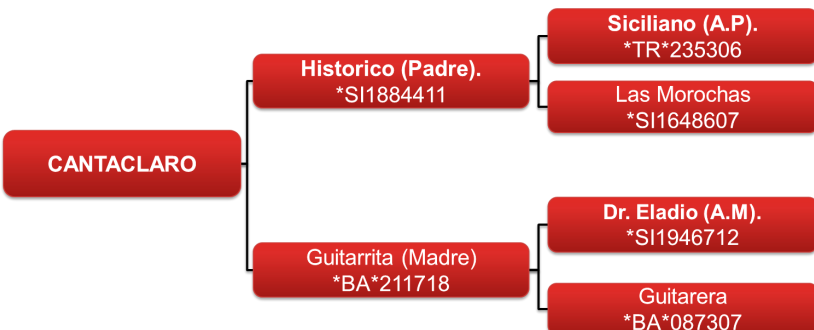 Siciliano (A.P).
*TR*235306
Historico (Padre).
*SI1884411
Las Morochas
*SI1648607
CANTACLARO
Dr. Eladio (A.M).
*SI1946712
Guitarrita (Madre)
*BA*211718
Guitarera
*BA*087307